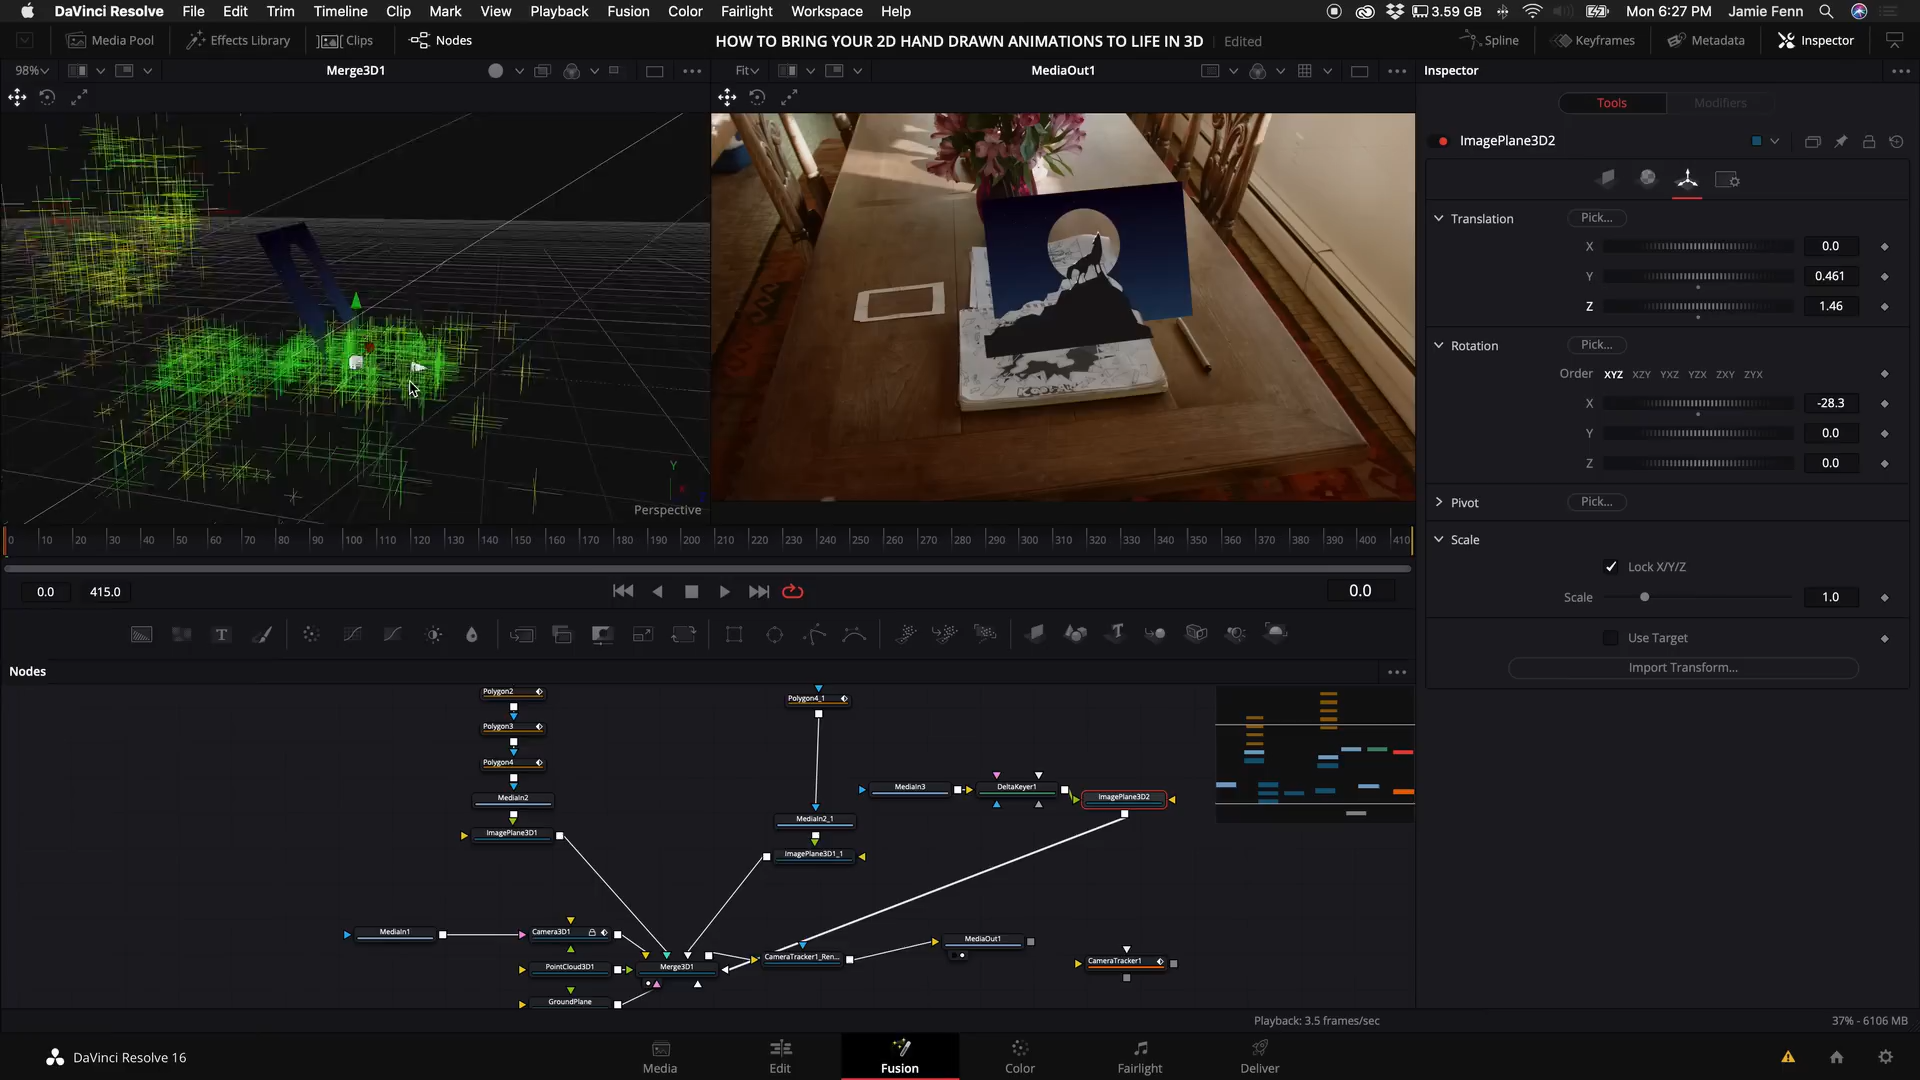 DaVinci Resolve File Edit Trim Timeline Clip Mark View Playback Fusion Color Fairlight Workspace Help 3.59 GB Mon 6:27 PM Jamie Fenn
Media Pool Effects Library Clips Nodes HOW TO BRING YOUR 2D HAND DRAWN ANIMATIONS TO LIFE IN 3D Edited Spline Keyframes Metadata Inspector
98% Merge3D1 Fit MediaOut1 Inspector
Tools Modifiers
ImagePlane3D2
Translation Pick...
X 0.0
Y 0.461
Z 1.46
Rotation Pick...
Order XYZ XZY YXZ YZX ZXY ZYX
X -28.3
Y 0.0
Z 0.0
Pivot Pick...
Scale
Lock X/Y/Z
Scale 1.0
Use Target
Import Transform...
Y
Perspective
0 10 20 30 40 50 60 70 80 90 100 110 120 130 140 150 160 170 180 190 200 210 220 230 240 250 260 270 280 290 300 310 320 330 340 350 360 370 380 390 400 410
0.0 415.0 0.0
Nodes
Polygon2
Polygon4_1
Polygon3
Polygon4
MediaIn3 DeltaKeyer1 ImagePlane3D2
MediaIn2
MediaIn2_1
ImagePlane3D1
ImagePlane3D1_1
MediaIn1 Camera3D1 MediaOut1
CameraTracker1_Ren... CameraTracker1
PointCloud3D1 Merge3D1
GroundPlane
Playback: 3.5 frames/sec 37% - 6106 MB
DaVinci Resolve 16 Media Edit Fusion Color Fairlight Deliver